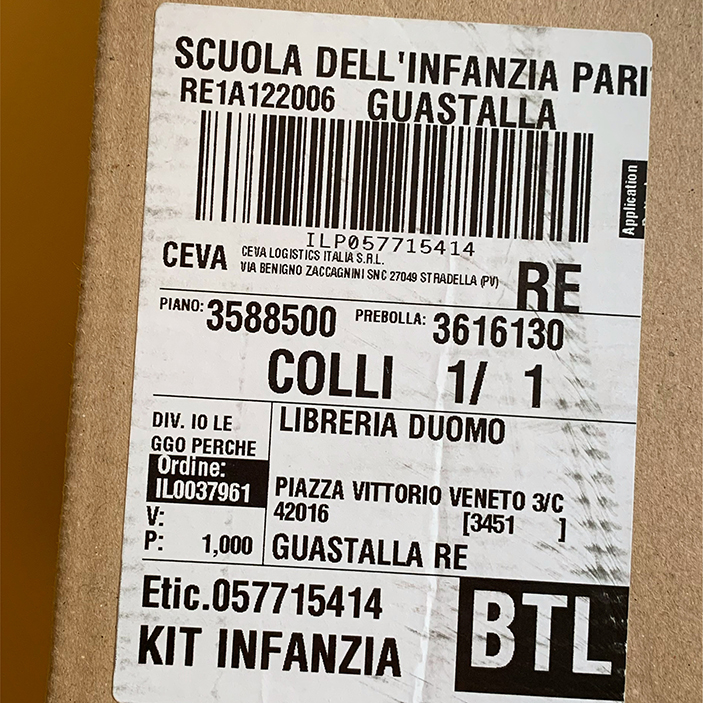 SCUOLA DELL'INFANZIA PARI
RE1A122006 GUASTALLA
Application
ILP057715414
CEVA
CEVA LOGISTICS ITALIA S.R.L.
VIA BENIGNO ZACCAGNINI SNC 27049 STRADELLA (PV)
RE
PIANO: 3588500 PREBOLLA: 3616130
COLLI 1/ 1
DIV. IO LE
GGO PERCHE
Ordine:
IL0037961
V:
P: 1,000
LIBRERIA DUOMO
PIAZZA VITTORIO VENETO 3/C
42016 [3451 ]
GUASTALLA RE
Etic.057715414
KIT INFANZIA
BTL